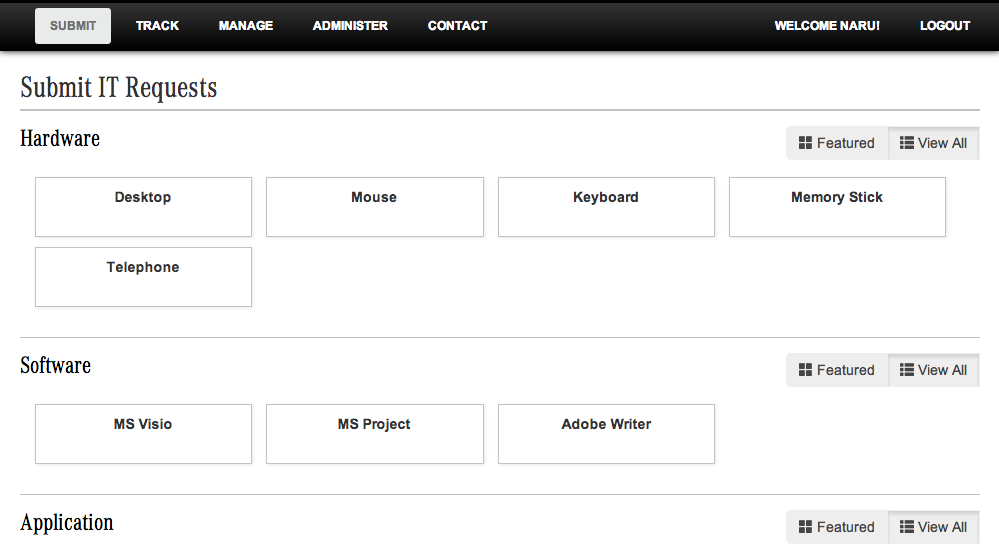 SUBMIT TRACK MANAGE ADMINISTER CONTACT WELCOME NARU! LOGOUT
Submit IT Requests
Hardware Featured View All
Desktop Mouse Keyboard Memory Stick
Telephone
Software Featured View All
MS Visio MS Project Adobe Writer
Application Featured View All